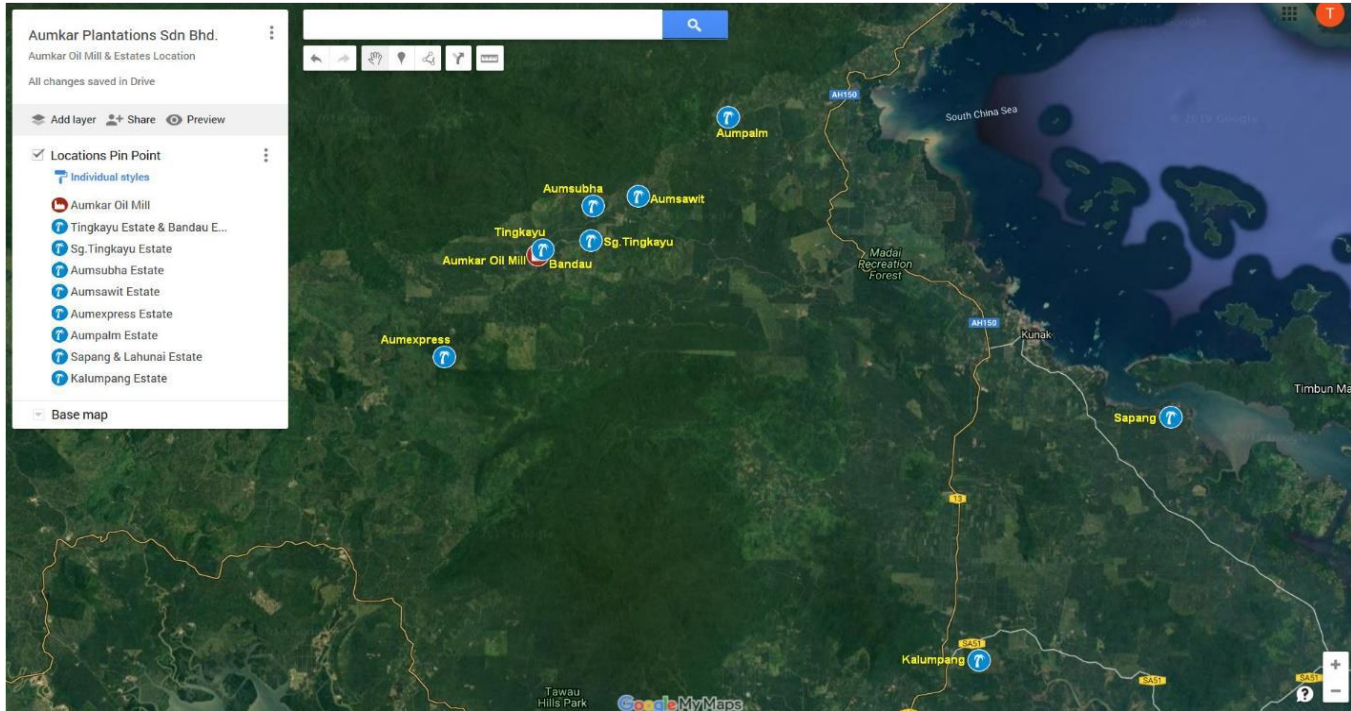 Aumkar Plantations Sdn Bhd.
Aumkar Oil Mill & Estates Location
All changes saved in Drive
Add layer Share Preview
Locations Pin Point
Individual styles
Aumkar Oil Mill
Tingkayu Estate & Bandau E...
Sg.Tingkayu Estate
Aumsubha Estate
Aumsawit Estate
Aumexpress Estate
Aumpalm Estate
Sapang & Lahunai Estate
Kalumpang Estate
Base map
T
AH150
South China Sea
© 2019 Google
Aumpalm
Aumsubha
Aumsawit
Tingkayu
Sg.Tingkayu
Aumkar Oil Mill
Bandau
Madai
Recreation
Forest
AH150
Kunak
Aumexpress
Timbun Ma
Sapang
13
SA51
Kalumpang
SA51
SA51
Tawau
Hills Park
Google My Maps